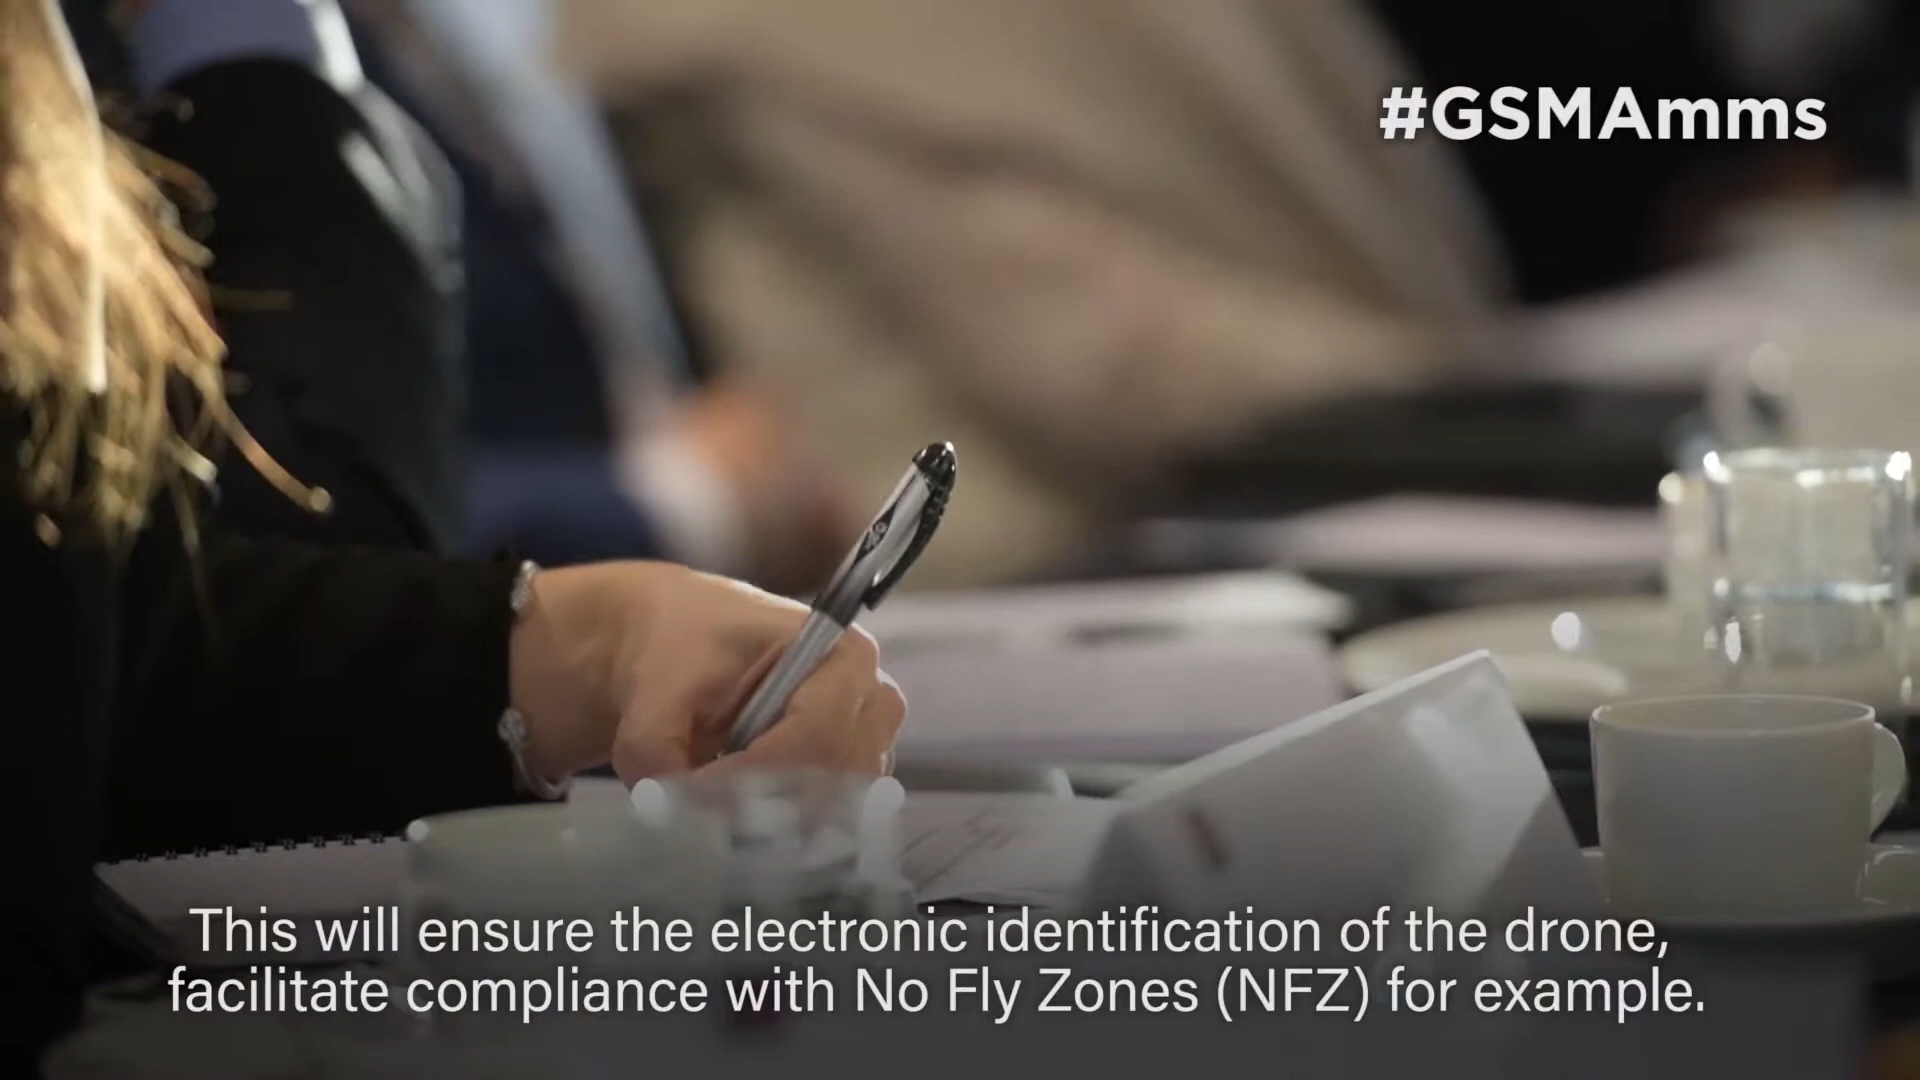 #GSMAmms
This will ensure the electronic identification of the drone,
facilitate compliance with No Fly Zones (NFZ) for example.